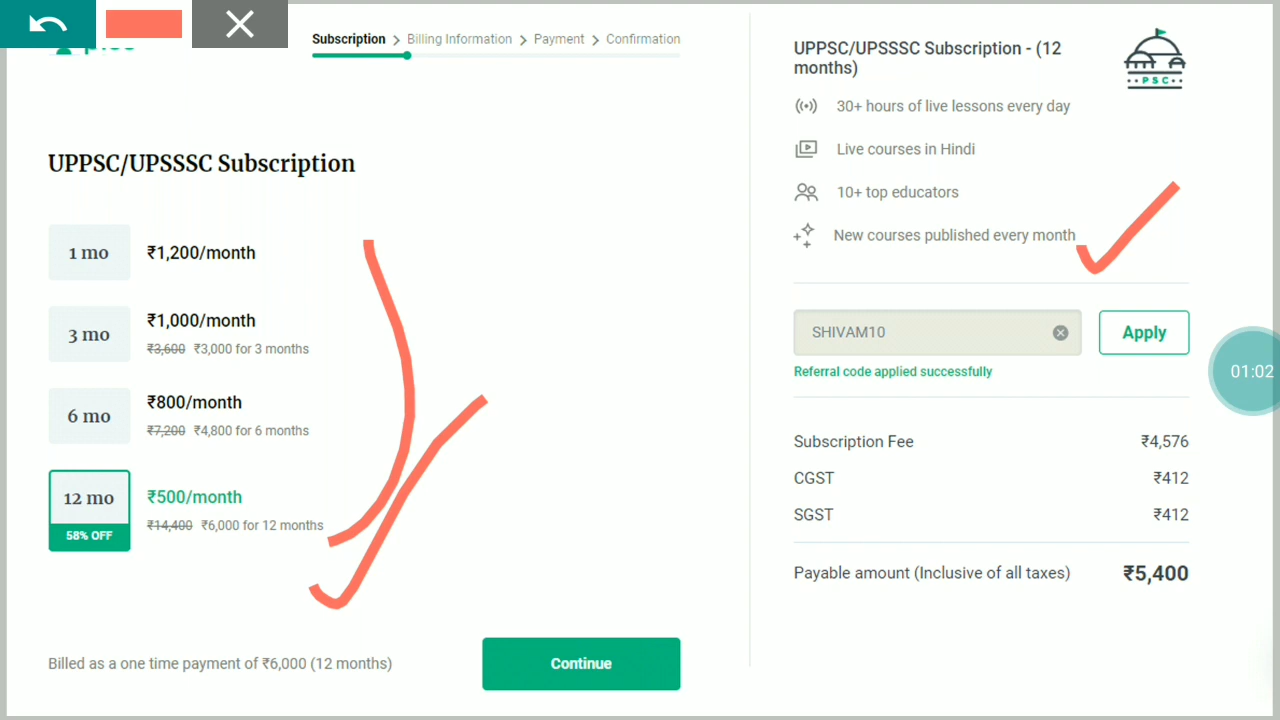 Subscription > Billing Information > Payment > Confirmation
UPPSC/UPSSSC Subscription
1 mo ₹1,200/month
3 mo ₹1,000/month
₹3,600 ₹3,000 for 3 months
6 mo ₹800/month
₹7,200 ₹4,800 for 6 months
12 mo ₹500/month
58% OFF ₹14,400 ₹6,000 for 12 months
Billed as a one time payment of ₹6,000 (12 months)
Continue
UPPSC/UPSSSC Subscription - (12
months)
PSC
30+ hours of live lessons every day
Live courses in Hindi
10+ top educators
New courses published every month
SHIVAM10 Apply
Referral code applied successfully
01:02
Subscription Fee ₹4,576
CGST ₹412
SGST ₹412
Payable amount (Inclusive of all taxes) ₹5,400